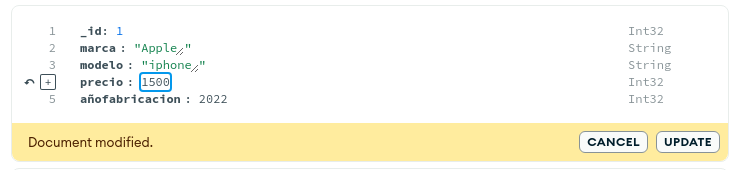 1 _id: 1 Int32
2 marca : "Apple" String
3 modelo : "iphone" String
+ precio : 1500 Int32
5 añofabricacion : 2022 Int32
Document modified. CANCEL UPDATE